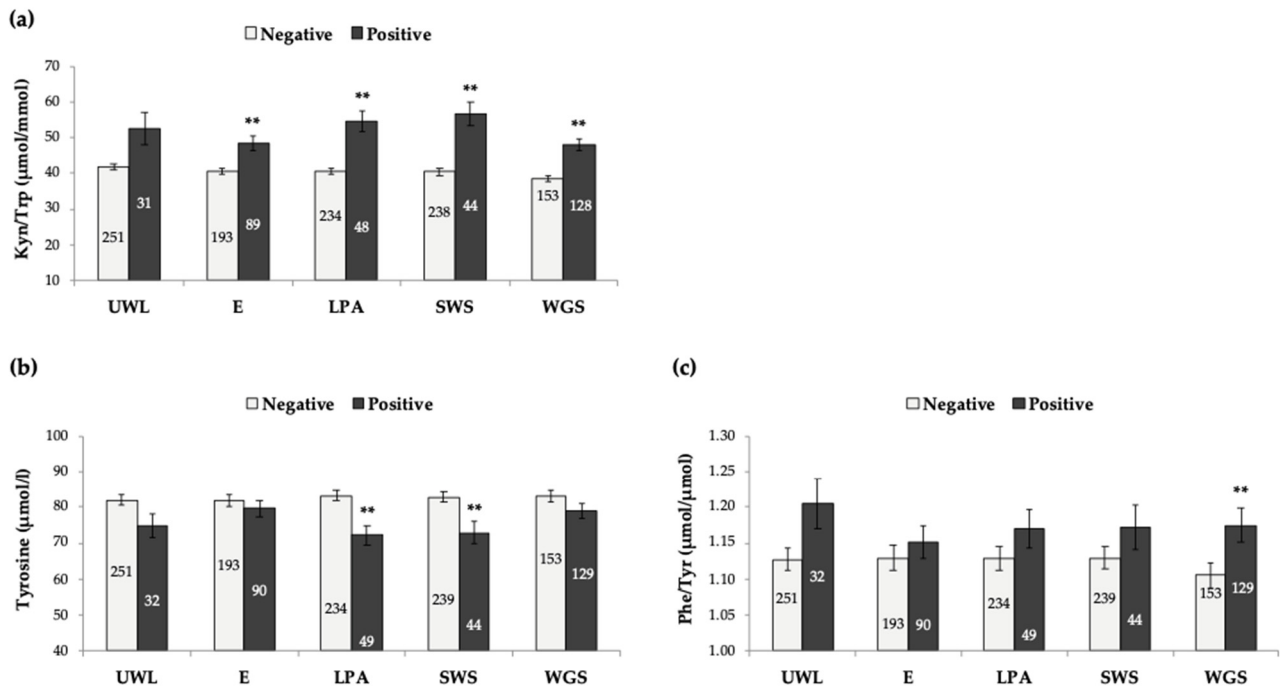 (a)
Negative Positive
Kyn/Trp (μmol/mmol)
70
60
50
40
30
20
10
** ** ** **
251 31 193 89 234 48 238 44 153 128
UWL E LPA SWS WGS
(b)
Negative Positive
Tyrosine (μmol/l)
100
90
80
70
60
50
40
** **
251 32 193 90 234 49 239 44 153 129
UWL E LPA SWS WGS
(c)
Negative Positive
Phe/Tyr (μmol/μmol)
1.30
1.25
1.20
1.15
1.10
1.05
1.00
**
251 32 193 90 234 49 239 44 153 129
UWL E LPA SWS WGS